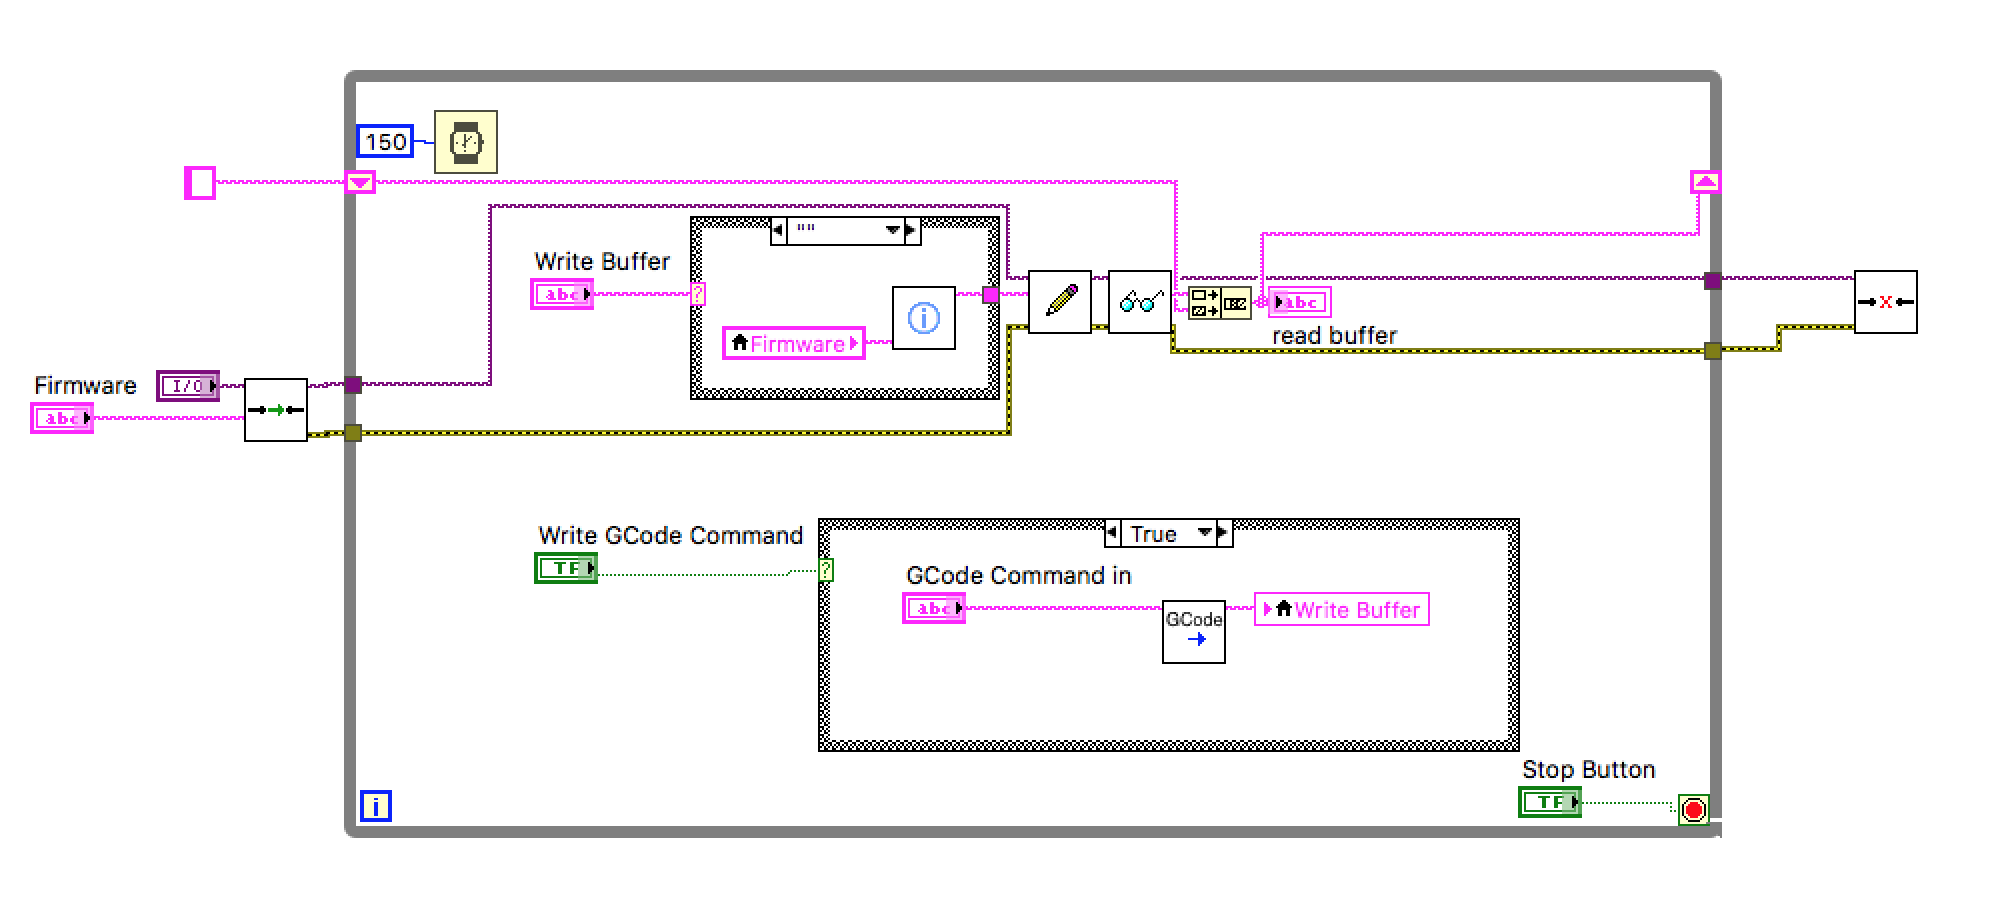 150
""
Write Buffer
abc
?
i
Firmware
read buffer
abc
Firmware
I/O
abc
x
Write GCode Command
TF
?
True
GCode Command in
abc
GCode
Write Buffer
Stop Button
TF
i